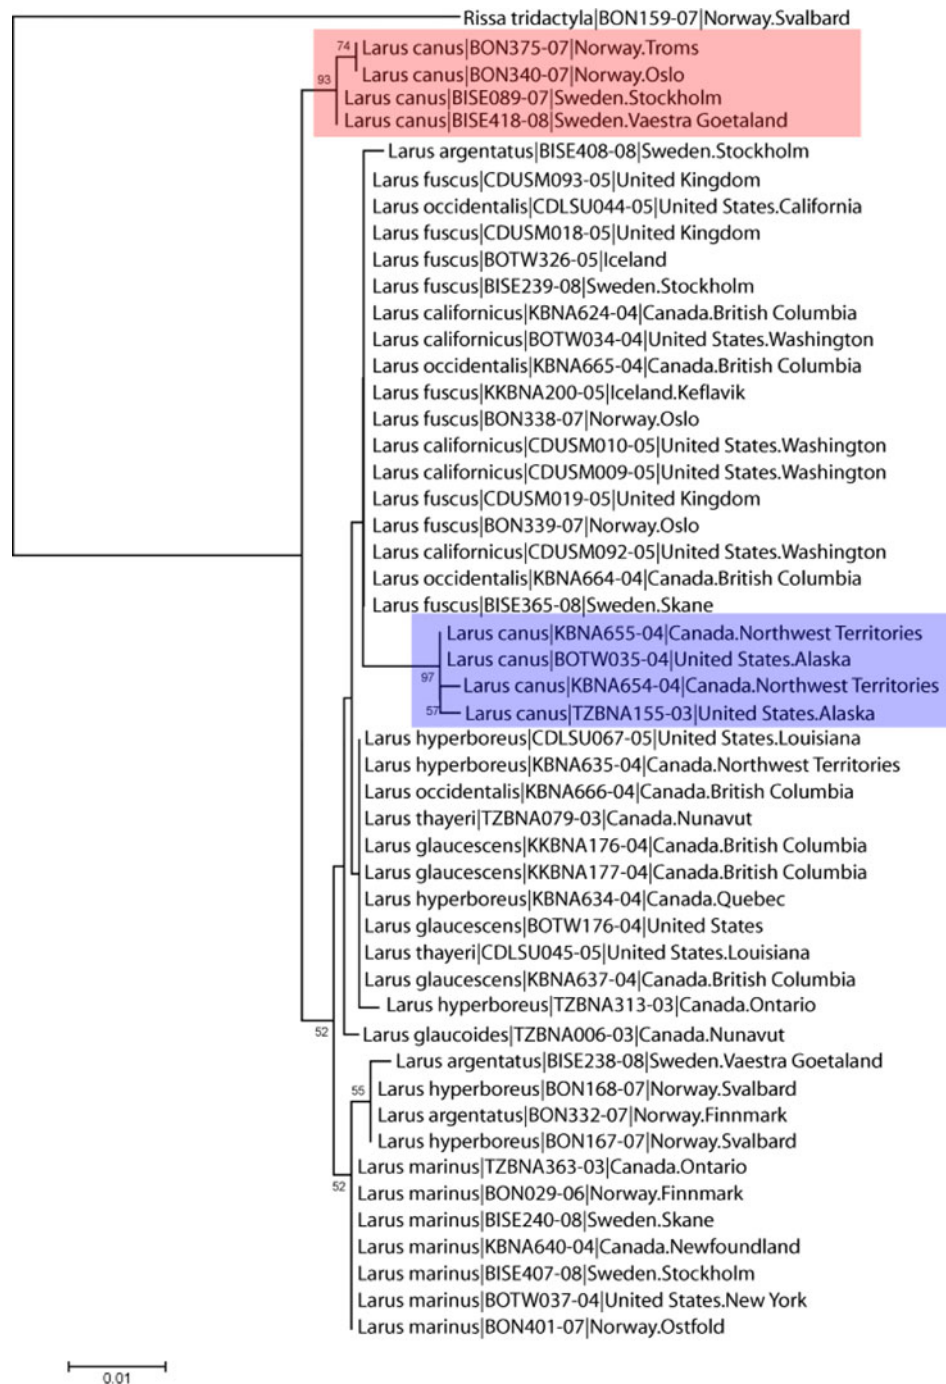 Rissa tridactyla|BON159-07|Norway.Svalbard
74
Larus canus|BON375-07|Norway.Troms
93
Larus canus|BON340-07|Norway.Oslo
Larus canus|BISE089-07|Sweden.Stockholm
Larus canus|BISE418-08|Sweden.Vaestra Goetaland
Larus argentatus|BISE408-08|Sweden.Stockholm
Larus fuscus|CDUSM093-05|United Kingdom
Larus occidentalis|CDLSU044-05|United States.California
Larus fuscus|CDUSM018-05|United Kingdom
Larus fuscus|BOTW326-05|Iceland
Larus fuscus|BISE239-08|Sweden.Stockholm
Larus californicus|KBNA624-04|Canada.British Columbia
Larus californicus|BOTW034-04|United States.Washington
Larus occidentalis|KBNA665-04|Canada.British Columbia
Larus fuscus|KKBNA200-05|Iceland.Keflavik
Larus fuscus|BON338-07|Norway.Oslo
Larus californicus|CDUSM010-05|United States.Washington
Larus californicus|CDUSM009-05|United States.Washington
Larus fuscus|CDUSM019-05|United Kingdom
Larus fuscus|BON339-07|Norway.Oslo
Larus californicus|CDUSM092-05|United States.Washington
Larus occidentalis|KBNA664-04|Canada.British Columbia
Larus fuscus|BISE365-08|Sweden.Skane
Larus canus|KBNA655-04|Canada.Northwest Territories
Larus canus|BOTW035-04|United States.Alaska
97
Larus canus|KBNA654-04|Canada.Northwest Territories
57
Larus canus|TZBNA155-03|United States.Alaska
Larus hyperboreus|CDLSU067-05|United States.Louisiana
Larus hyperboreus|KBNA635-04|Canada.Northwest Territories
Larus occidentalis|KBNA666-04|Canada.British Columbia
Larus thayeri|TZBNA079-03|Canada.Nunavut
Larus glaucescens|KKBNA176-04|Canada.British Columbia
Larus glaucescens|KKBNA177-04|Canada.British Columbia
Larus hyperboreus|KBNA634-04|Canada.Quebec
Larus glaucescens|BOTW176-04|United States
Larus thayeri|CDLSU045-05|United States.Louisiana
Larus glaucescens|KBNA637-04|Canada.British Columbia
Larus hyperboreus|TZBNA313-03|Canada.Ontario
52
Larus glaucoides|TZBNA006-03|Canada.Nunavut
Larus argentatus|BISE238-08|Sweden.Vaestra Goetaland
55
Larus hyperboreus|BON168-07|Norway.Svalbard
Larus argentatus|BON332-07|Norway.Finnmark
Larus hyperboreus|BON167-07|Norway.Svalbard
Larus marinus|TZBNA363-03|Canada.Ontario
52
Larus marinus|BON029-06|Norway.Finnmark
Larus marinus|BISE240-08|Sweden.Skane
Larus marinus|KBNA640-04|Canada.Newfoundland
Larus marinus|BISE407-08|Sweden.Stockholm
Larus marinus|BOTW037-04|United States.New York
Larus marinus|BON401-07|Norway.Ostfold
0.01